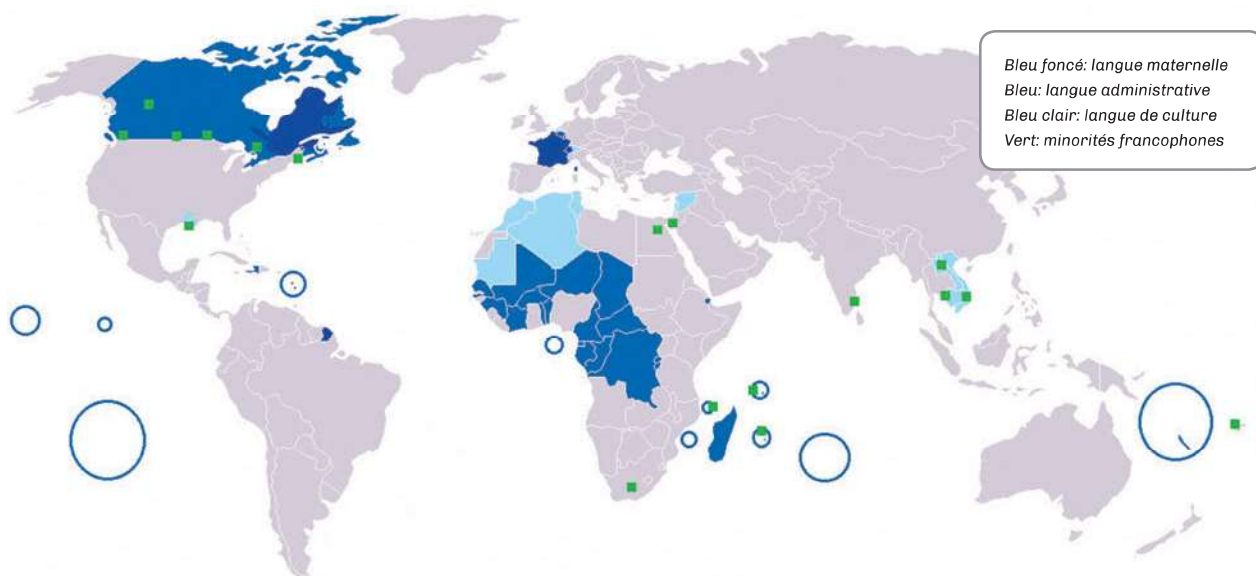 Bleu foncé: langue maternelle
Bleu: langue administrative
Bleu clair: langue de culture
Vert: minorités francophones